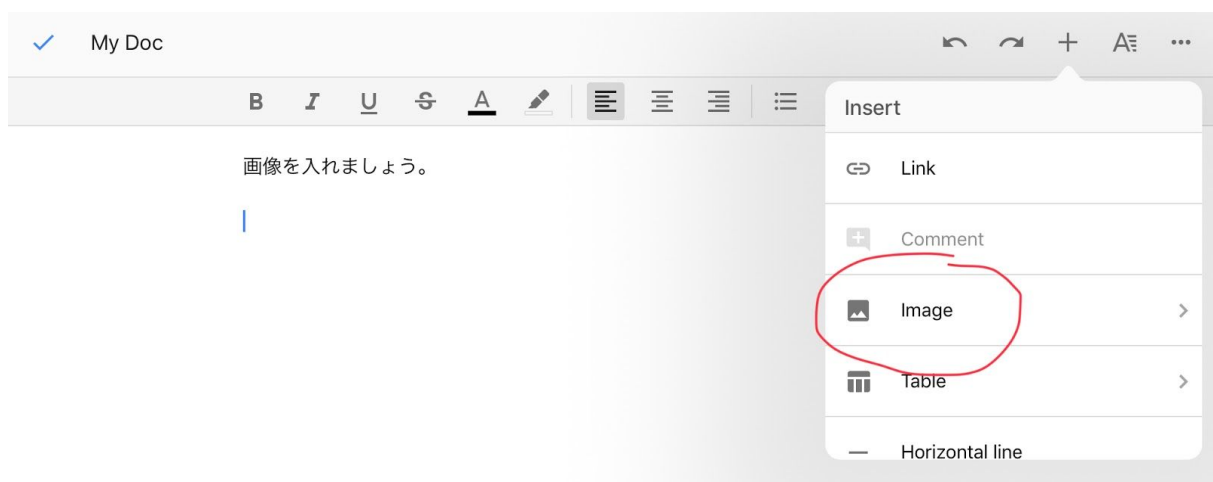 My Doc
B I U S A
Insert
画像を入れましょう。
Link
Comment
Image
Table
Horizontal line